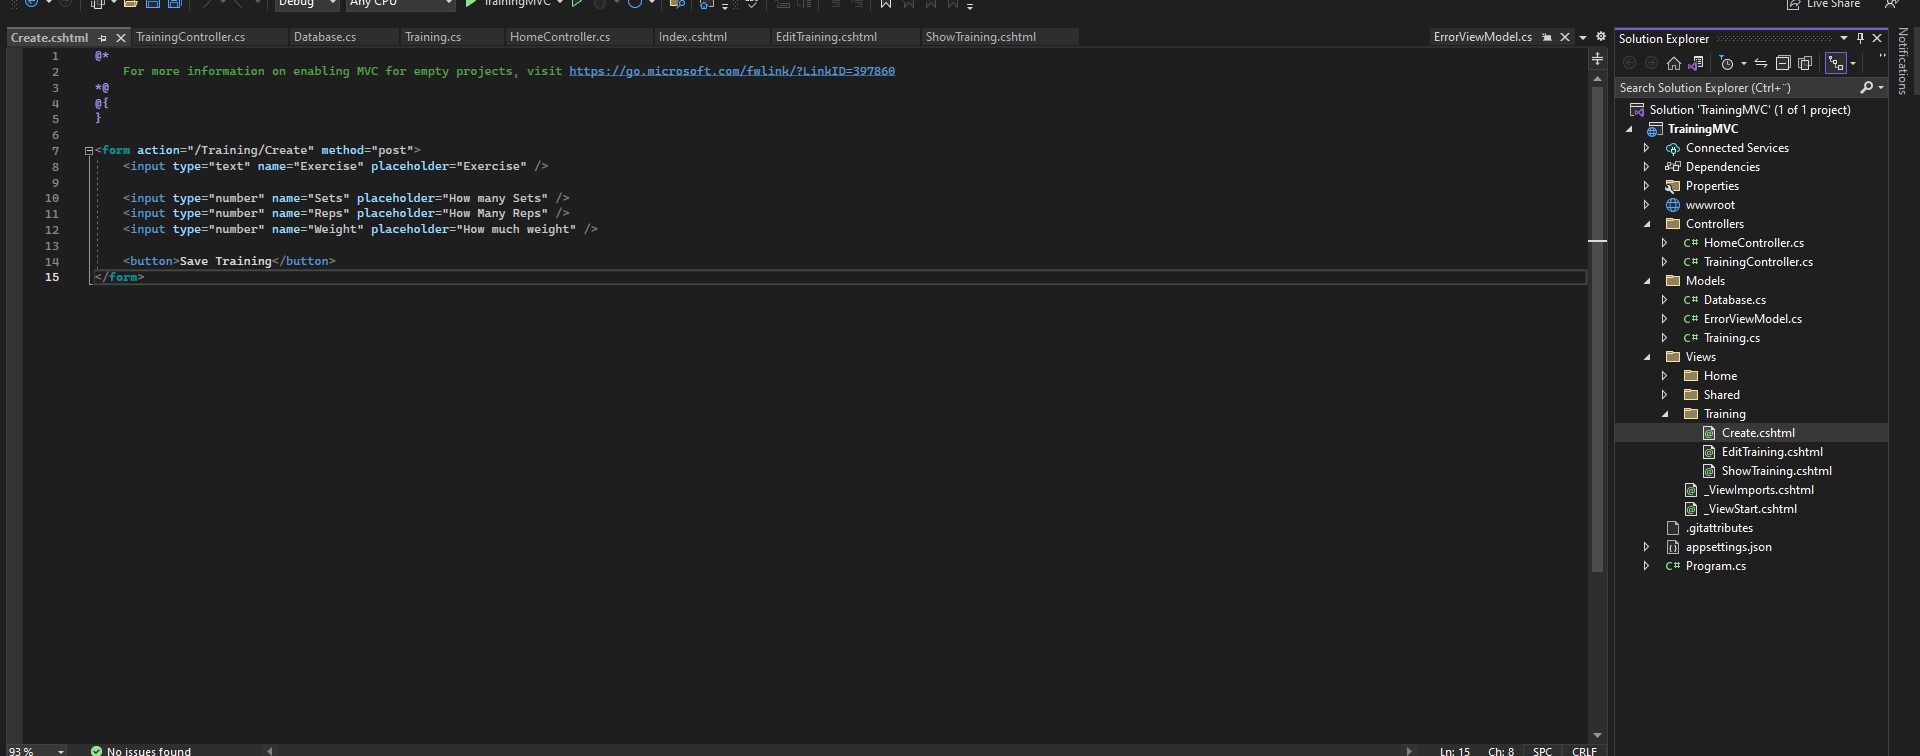 Debug Any CPU TrainingMVC Live Share
Create.cshtml TrainingController.cs Database.cs Training.cs HomeController.cs Index.cshtml EditTraining.cshtml ShowTraining.cshtml ErrorViewModel.cs
1 @*
2 For more information on enabling MVC for empty projects, visit https://go.microsoft.com/fwlink/?LinkID=397860
3 *@
4 @{
5 }
6
7 <form action="/Training/Create" method="post">
8 <input type="text" name="Exercise" placeholder="Exercise" />
9
10 <input type="number" name="Sets" placeholder="How many Sets" />
11 <input type="number" name="Reps" placeholder="How Many Reps" />
12 <input type="number" name="Weight" placeholder="How much weight" />
13
14 <button>Save Training</button>
15 </form>
93 % No issues found Ln: 15 Ch: 8 SPC CRLF
Solution Explorer
Search Solution Explorer (Ctrl+¨)
Solution 'TrainingMVC' (1 of 1 project)
TrainingMVC
Connected Services
Dependencies
Properties
wwwroot
Controllers
C# HomeController.cs
C# TrainingController.cs
Models
C# Database.cs
C# ErrorViewModel.cs
C# Training.cs
Views
Home
Shared
Training
Create.cshtml
EditTraining.cshtml
ShowTraining.cshtml
_ViewImports.cshtml
_ViewStart.cshtml
.gitattributes
appsettings.json
C# Program.cs
Notifications